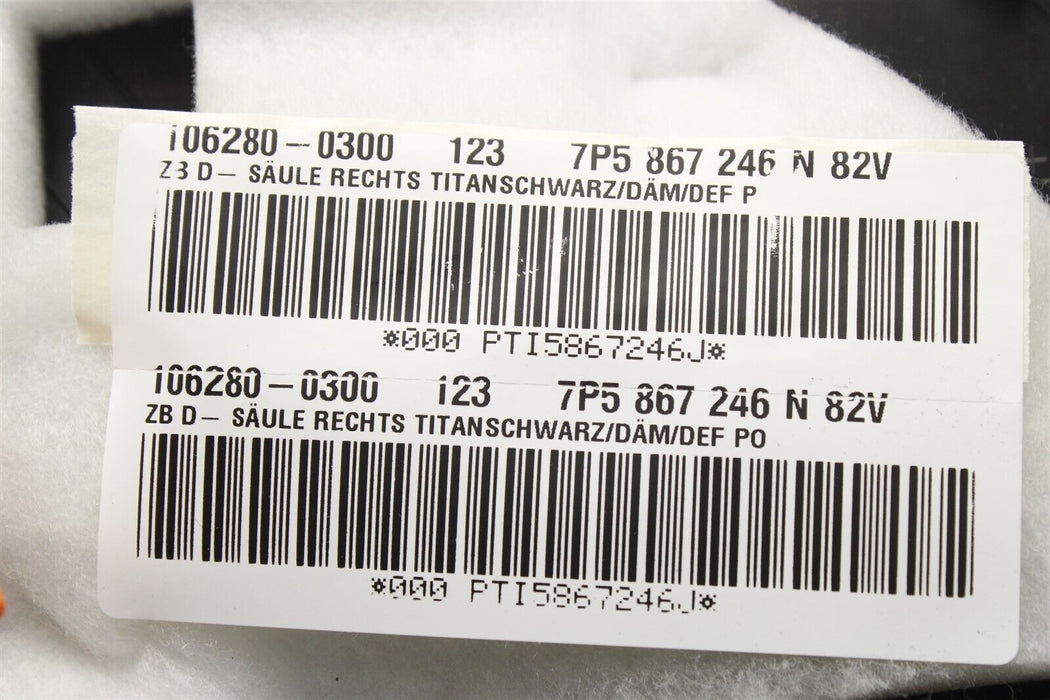 106280-0300 123 7P5 867 246 N 82V
ZB D- SÄULE RECHTS TITANSCHWARZ/DÄM/DEF P
*000 PTI5867246J*
106280-0300 123 7P5 867 246 N 82V
ZB D- SÄULE RECHTS TITANSCHWARZ/DÄM/DEF PO
*000 PTI5867246J*